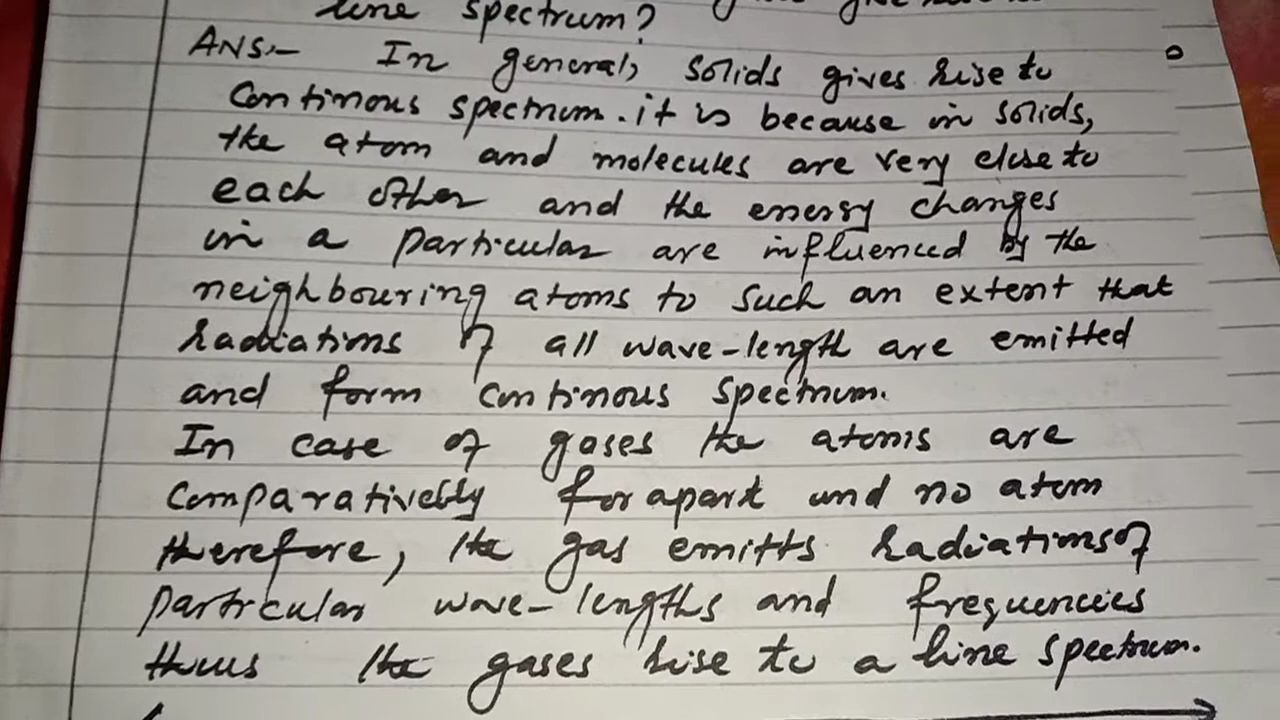 line spectrum?
ANS:- In general, solids gives rise to
Continous spectrum. it is because in solids,
the atom and molecules are very close to
each other and the energy changes
in a particular are influenced by the
neighbouring atoms to such an extent that
radiations of all wave-length are emitted
and form continous spectrum.
In case of gases the atoms are
Comparatively far apart and no atom
therefore, the gas emitts radiations of
particular wave-lengths and frequencies
thus the gases rise to a line spectrum.